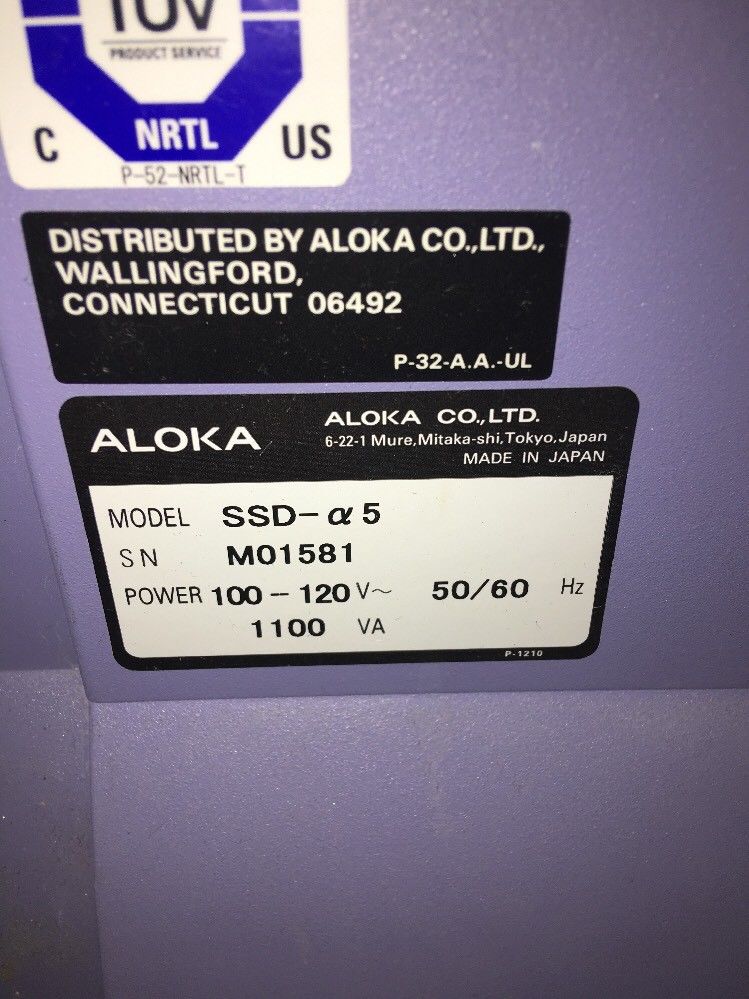 TÜV
PRODUCT SERVICE
C NRTL US
P-52-NRTL-T
DISTRIBUTED BY ALOKA CO.,LTD.,
WALLINGFORD,
CONNECTICUT 06492
P-32-A.A.-UL
ALOKA
ALOKA CO.,LTD.
6-22-1 Mure,Mitaka-shi,Tokyo,Japan
MADE IN JAPAN
MODEL SSD-α5
SN M01581
POWER 100-120 V~ 50/60 Hz
1100 VA
P-1210